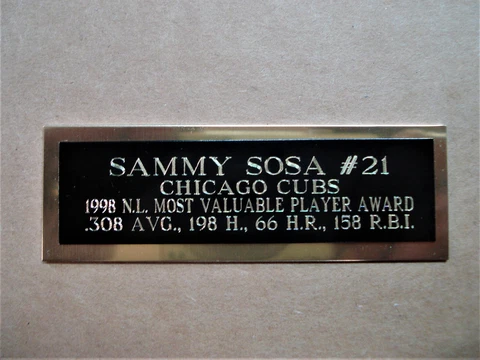 SAMMY SOSA #21
CHICAGO CUBS
1998 N.L. MOST VALUABLE PLAYER AWARD
.308 AVG., 198 H., 66 H.R., 158 R.B.I.